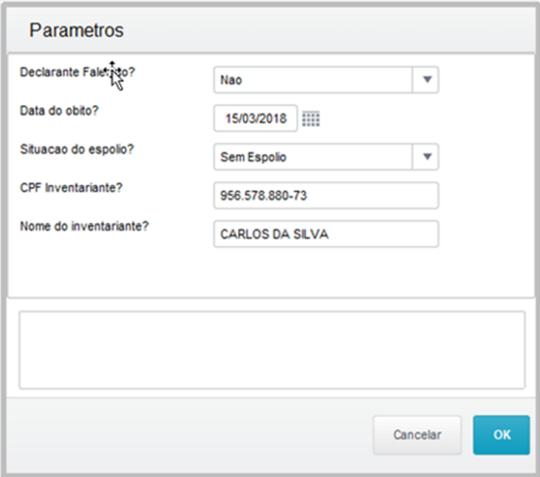 Parametros
Declarante Falecido? Nao
Data do obito? 15/03/2018
Situacao do espolio? Sem Espolio
CPF Inventariante? 956.578.880-73
Nome do inventariante? CARLOS DA SILVA
Cancelar OK